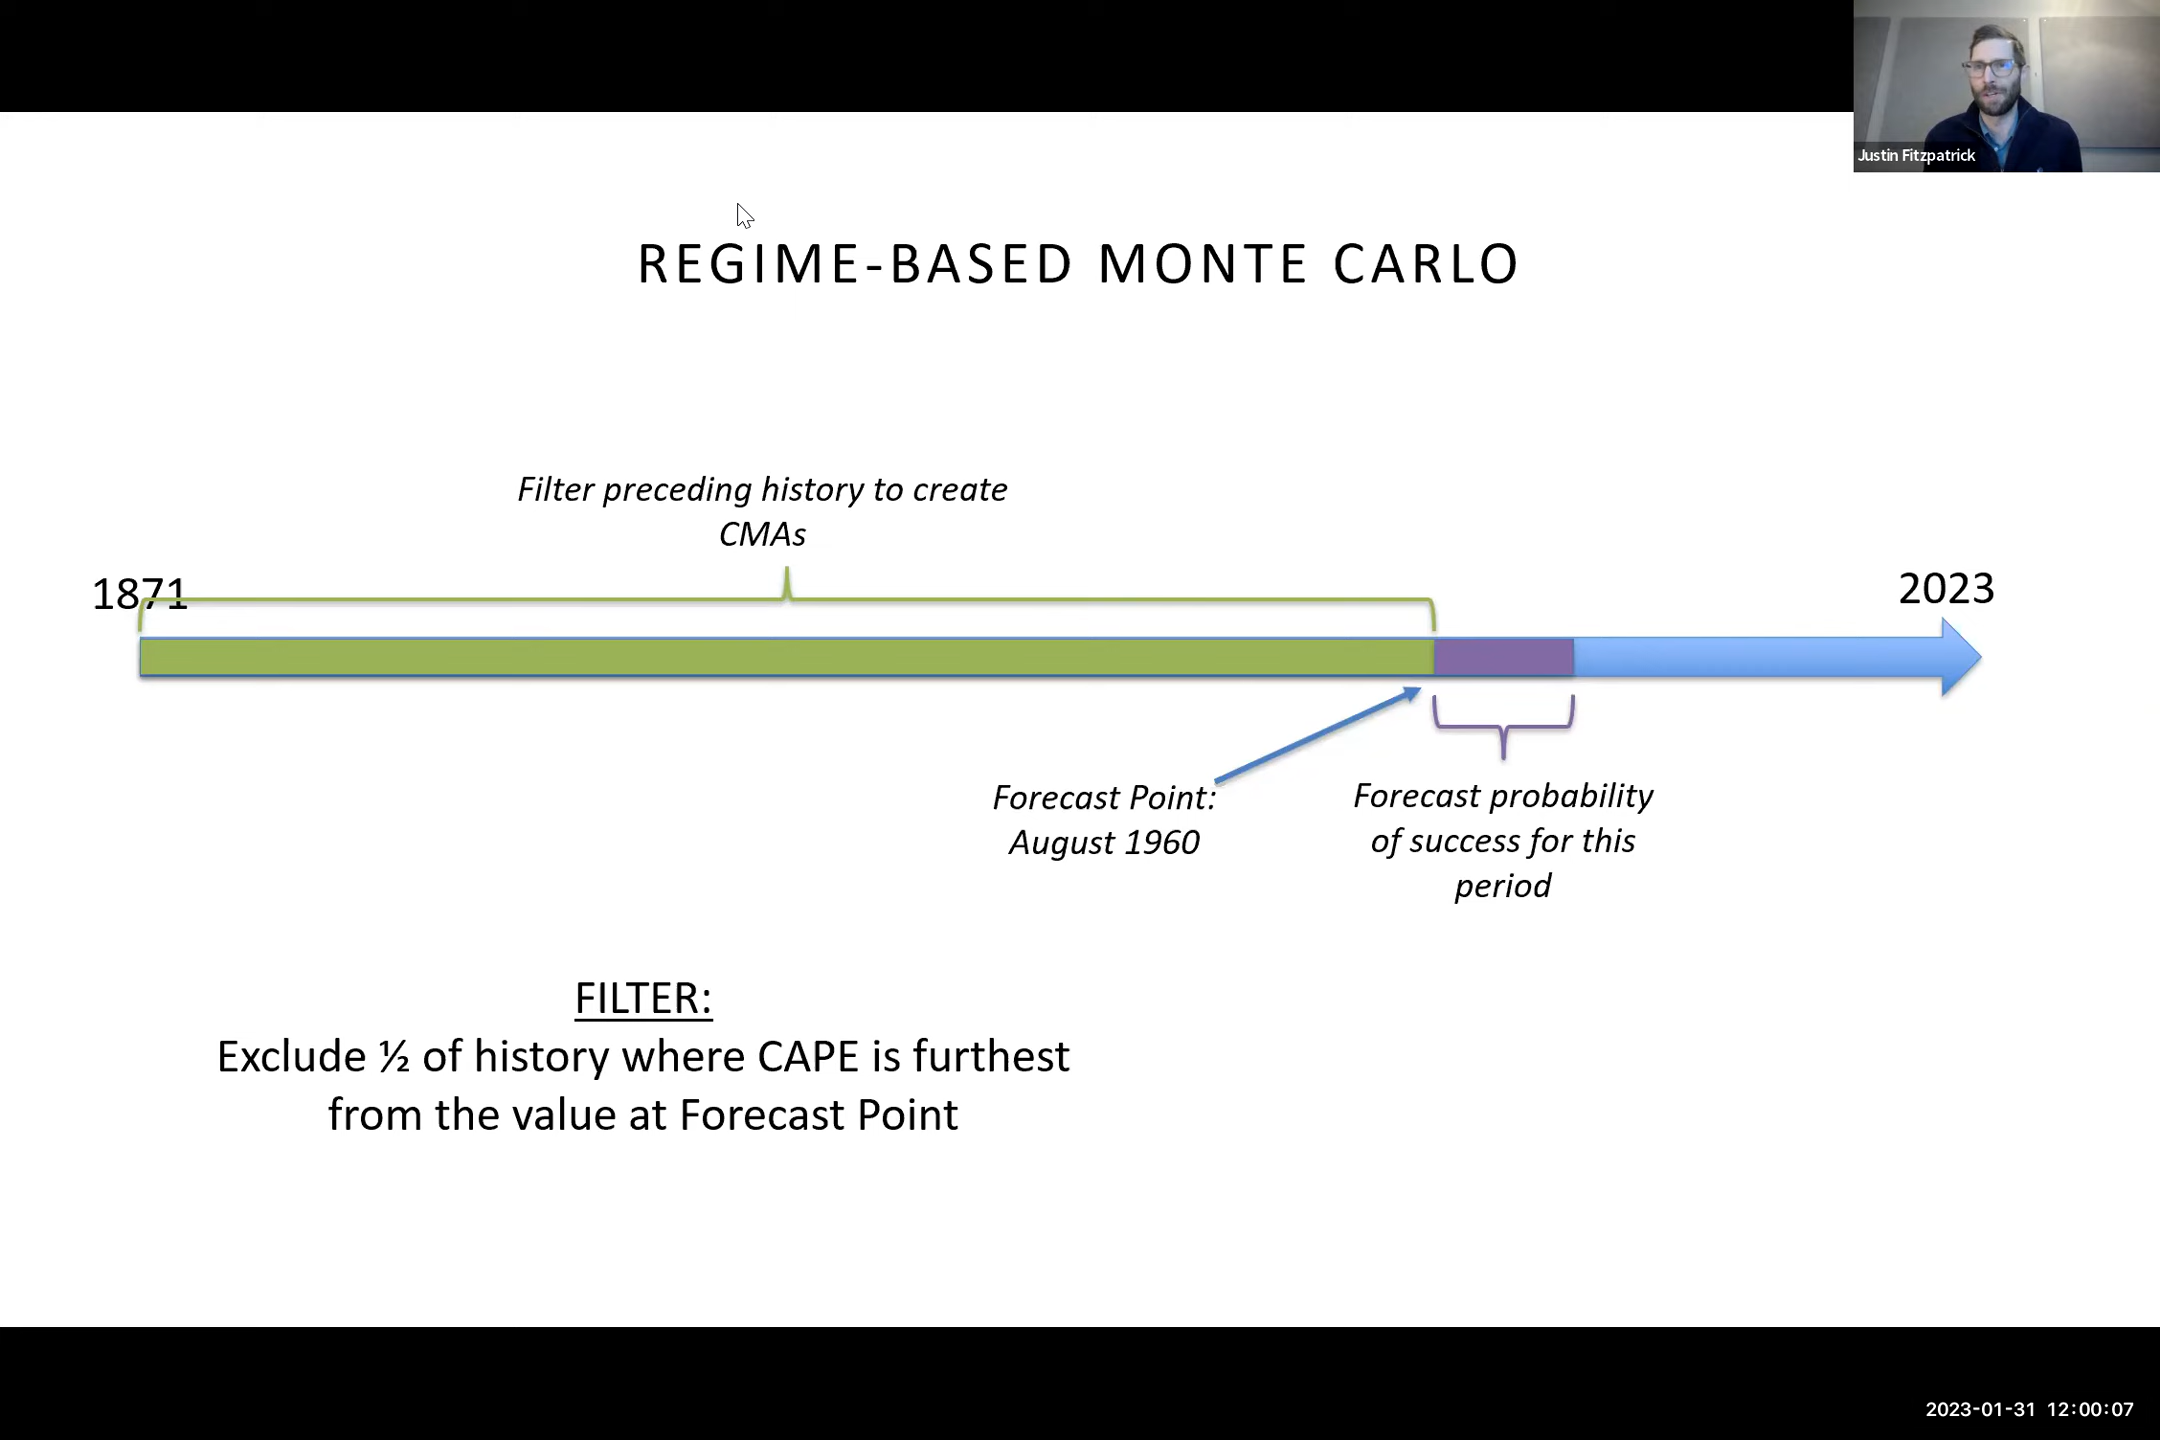 Justin Fitzpatrick
REGIME-BASED MONTE CARLO
Filter preceding history to create
CMAs
1871
2023
Forecast Point:
August 1960
Forecast probability
of success for this
period
FILTER:
Exclude ½ of history where CAPE is furthest
from the value at Forecast Point
2023-01-31 12:00:07